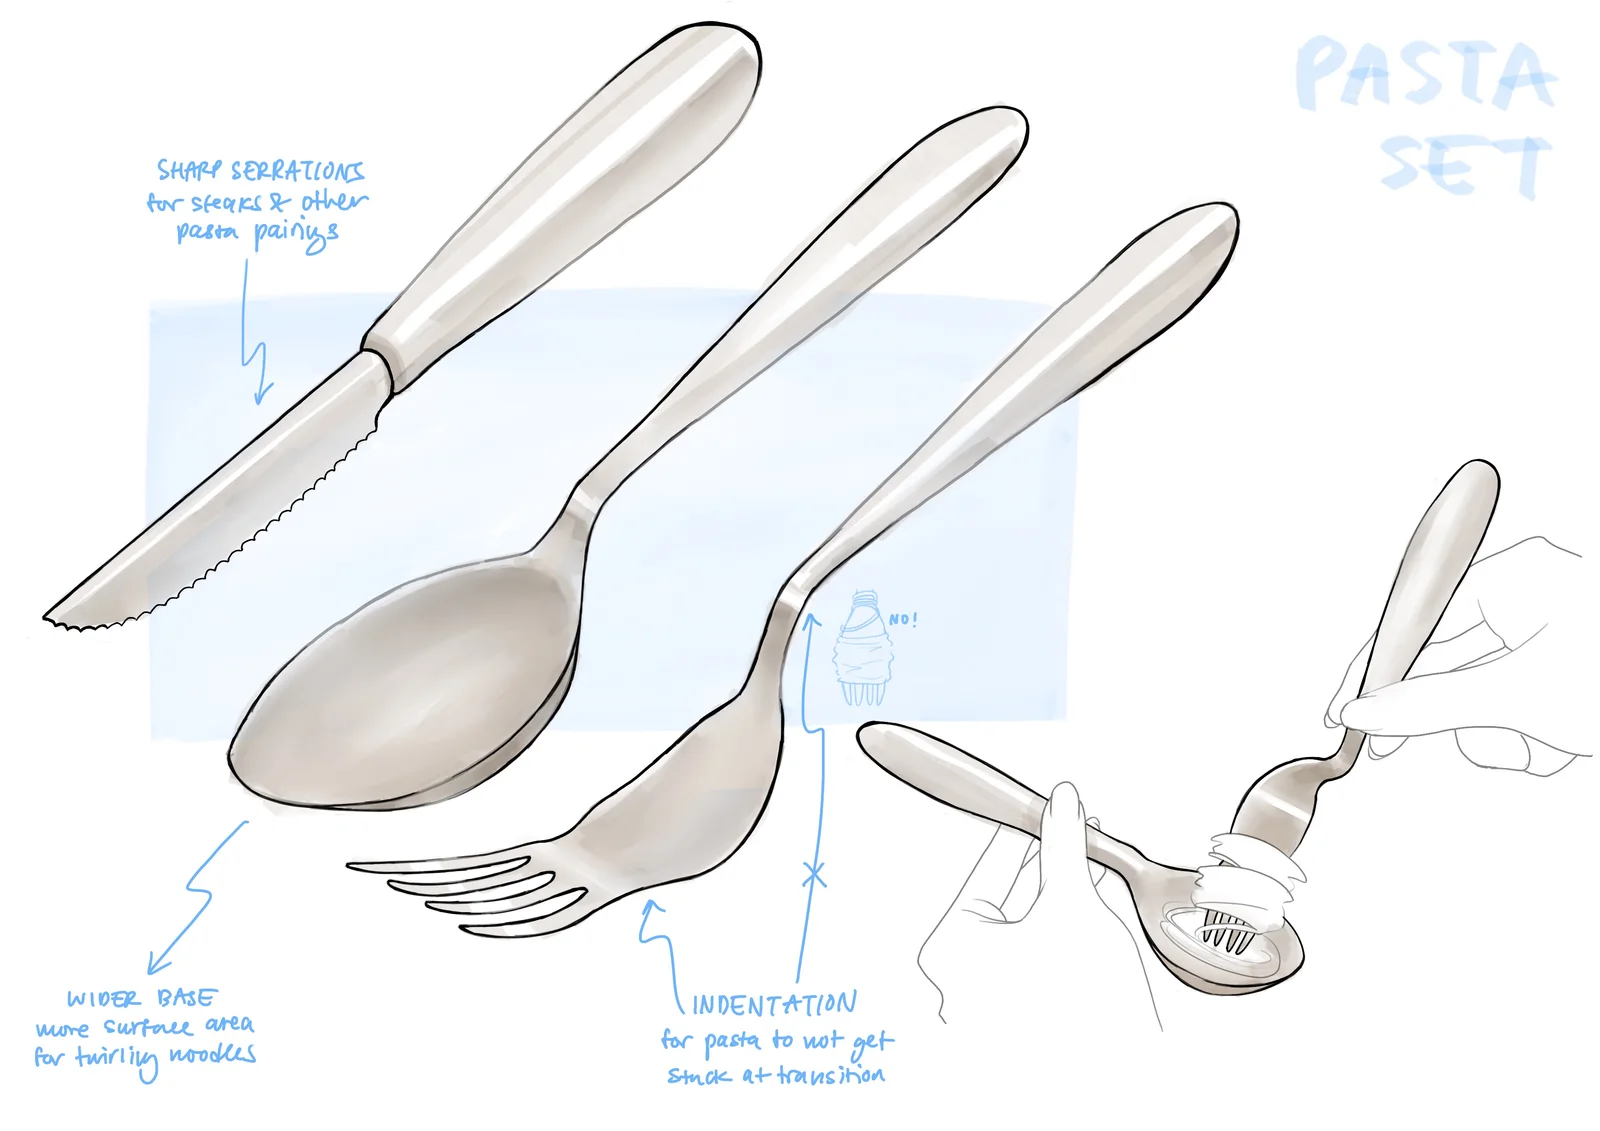 PASTA
SET
SHARP SERRATIONS
for steaks & other
pasta pairings
NO!
WIDER BASE
more surface area
for twirling noodles
INDENTATION
for pasta to not get
stuck at transition